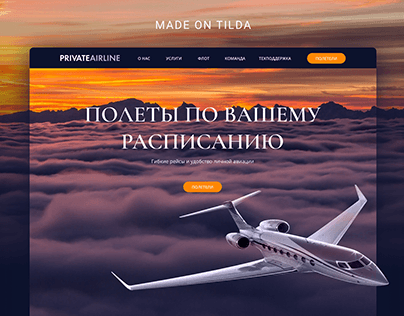 MADE ON TILDA
PRIVATEAIRLINE О НАС УСЛУГИ ФЛОТ КОМАНДА ТЕХПОДДЕРЖКА ПОЛЕТЕЛИ
ПОЛЕТЫ ПО ВАШЕМУ
РАСПИСАНИЮ
Гибкие рейсы и удобство личной авиации
ПОЛЕТЕЛИ